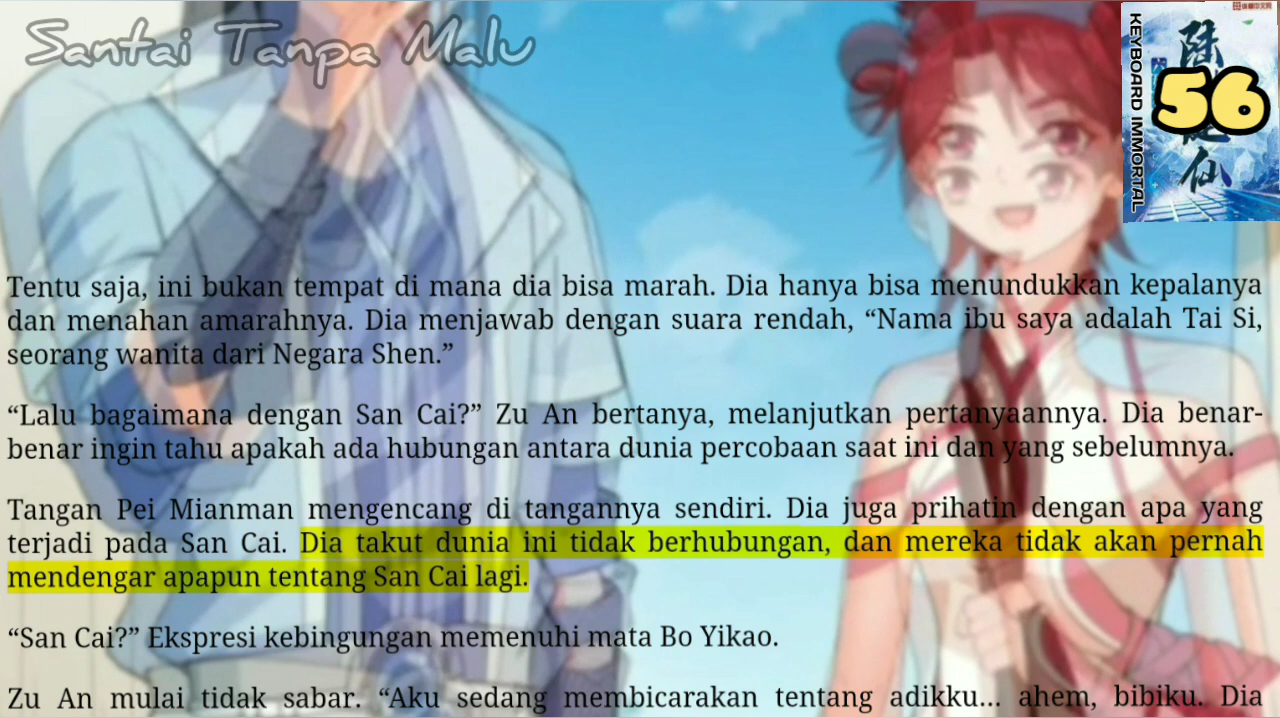 Santai Tanpa Malu
KEYBOARD IMMORTAL
56
Tentu saja, ini bukan tempat di mana dia bisa marah. Dia hanya bisa menundukkan kepalanya
dan menahan amarahnya. Dia menjawab dengan suara rendah, “Nama ibu saya adalah Tai Si,
seorang wanita dari Negara Shen.”
“Lalu bagaimana dengan San Cai?” Zu An bertanya, melanjutkan pertanyaannya. Dia benar-
benar ingin tahu apakah ada hubungan antara dunia percobaan saat ini dan yang sebelumnya.
Tangan Pei Mianman mengencang di tangannya sendiri. Dia juga prihatin dengan apa yang
terjadi pada San Cai. Dia takut dunia ini tidak berhubungan, dan mereka tidak akan pernah
mendengar apapun tentang San Cai lagi.
“San Cai?” Ekspresi kebingungan memenuhi mata Bo Yikao.
Zu An mulai tidak sabar. “Aku sedang membicarakan tentang adikku... ahem, bibiku. Dia